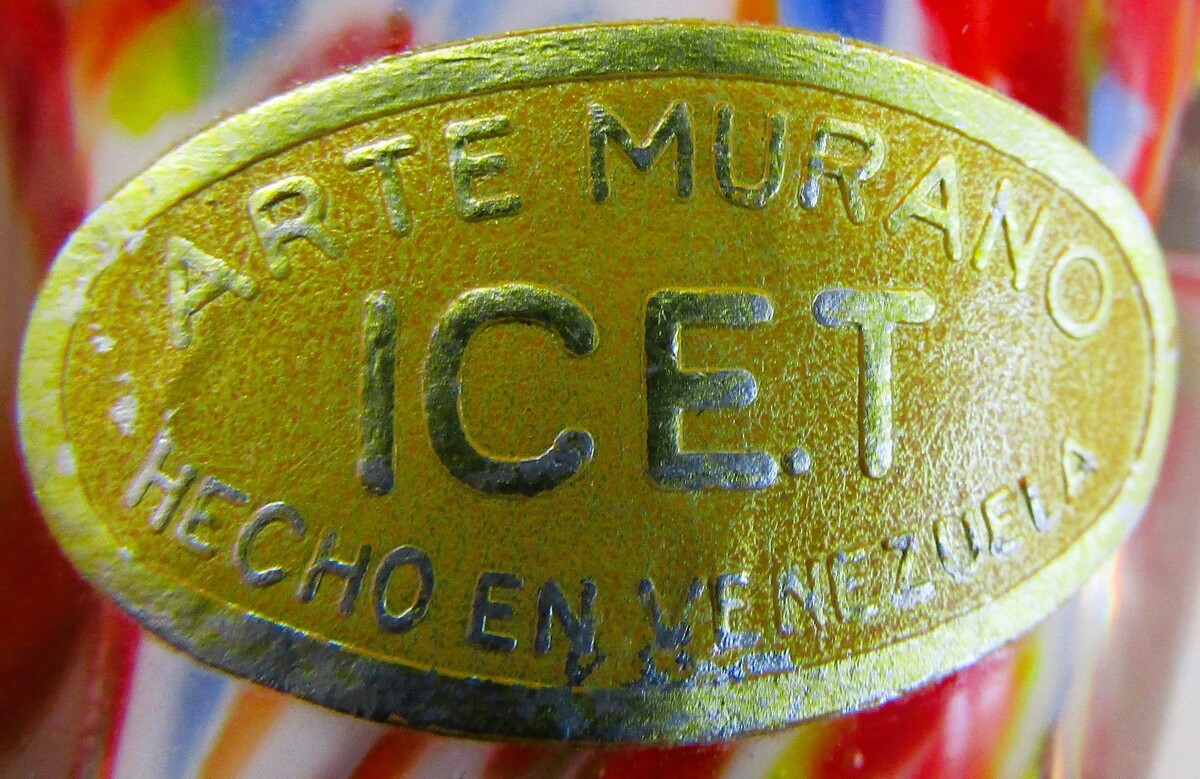 ARTE MURANO
ICE.T
HECHO EN VENEZUELA